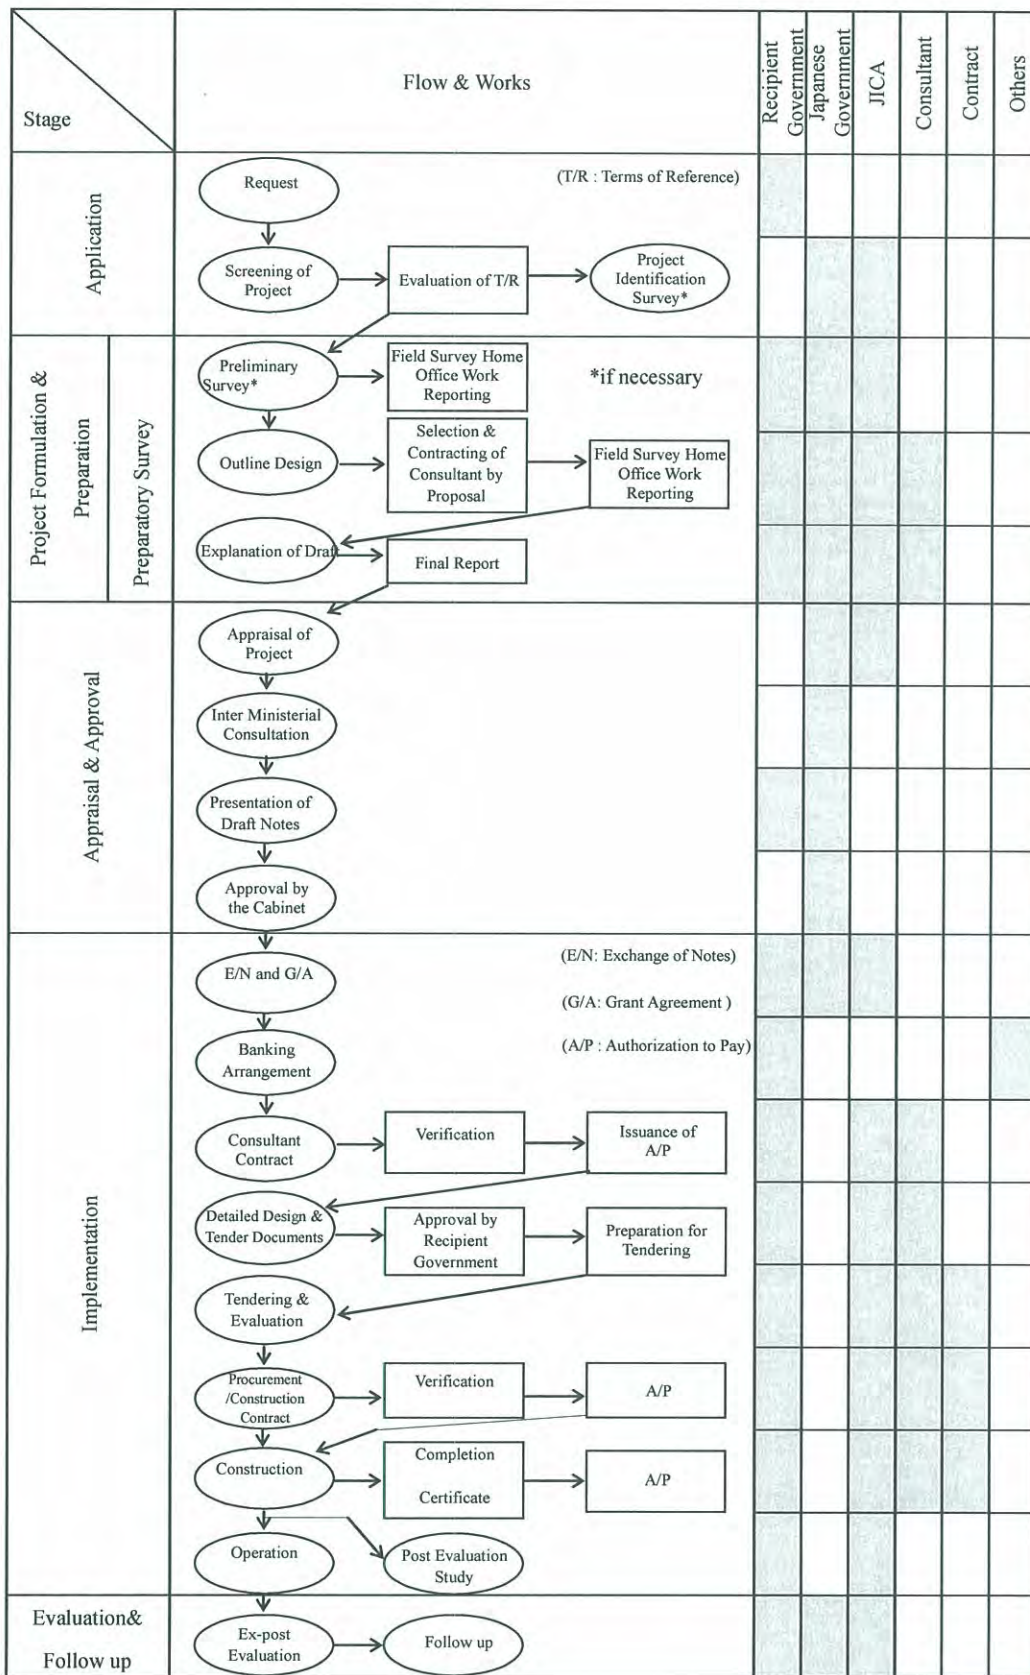 Stage
Flow & Works
Recipient
Government
Japanese
Government
JICA
Consultant
Contract
Others
Application
Request
(T/R : Terms of Reference)
Screening of
Project
Evaluation of T/R
Project
Identification
Survey*
Project Formulation &
Preparation
Preparatory Survey
Preliminary
Survey*
Field Survey Home
Office Work
Reporting
*if necessary
Outline Design
Selection &
Contracting of
Consultant by
Proposal
Field Survey Home
Office Work
Reporting
Explanation of Draft
Final Report
Appraisal & Approval
Appraisal of
Project
Inter Ministerial
Consultation
Presentation of
Draft Notes
Approval by
the Cabinet
Implementation
E/N and G/A
(E/N: Exchange of Notes)
(G/A: Grant Agreement )
(A/P : Authorization to Pay)
Banking
Arrangement
Consultant
Contract
Verification
Issuance of
A/P
Detailed Design &
Tender Documents
Approval by
Recipient
Government
Preparation for
Tendering
Tendering &
Evaluation
Procurement
/Construction
Contract
Verification
A/P
Construction
Completion
Certificate
A/P
Operation
Post Evaluation
Study
Evaluation&
Follow up
Ex-post
Evaluation
Follow up